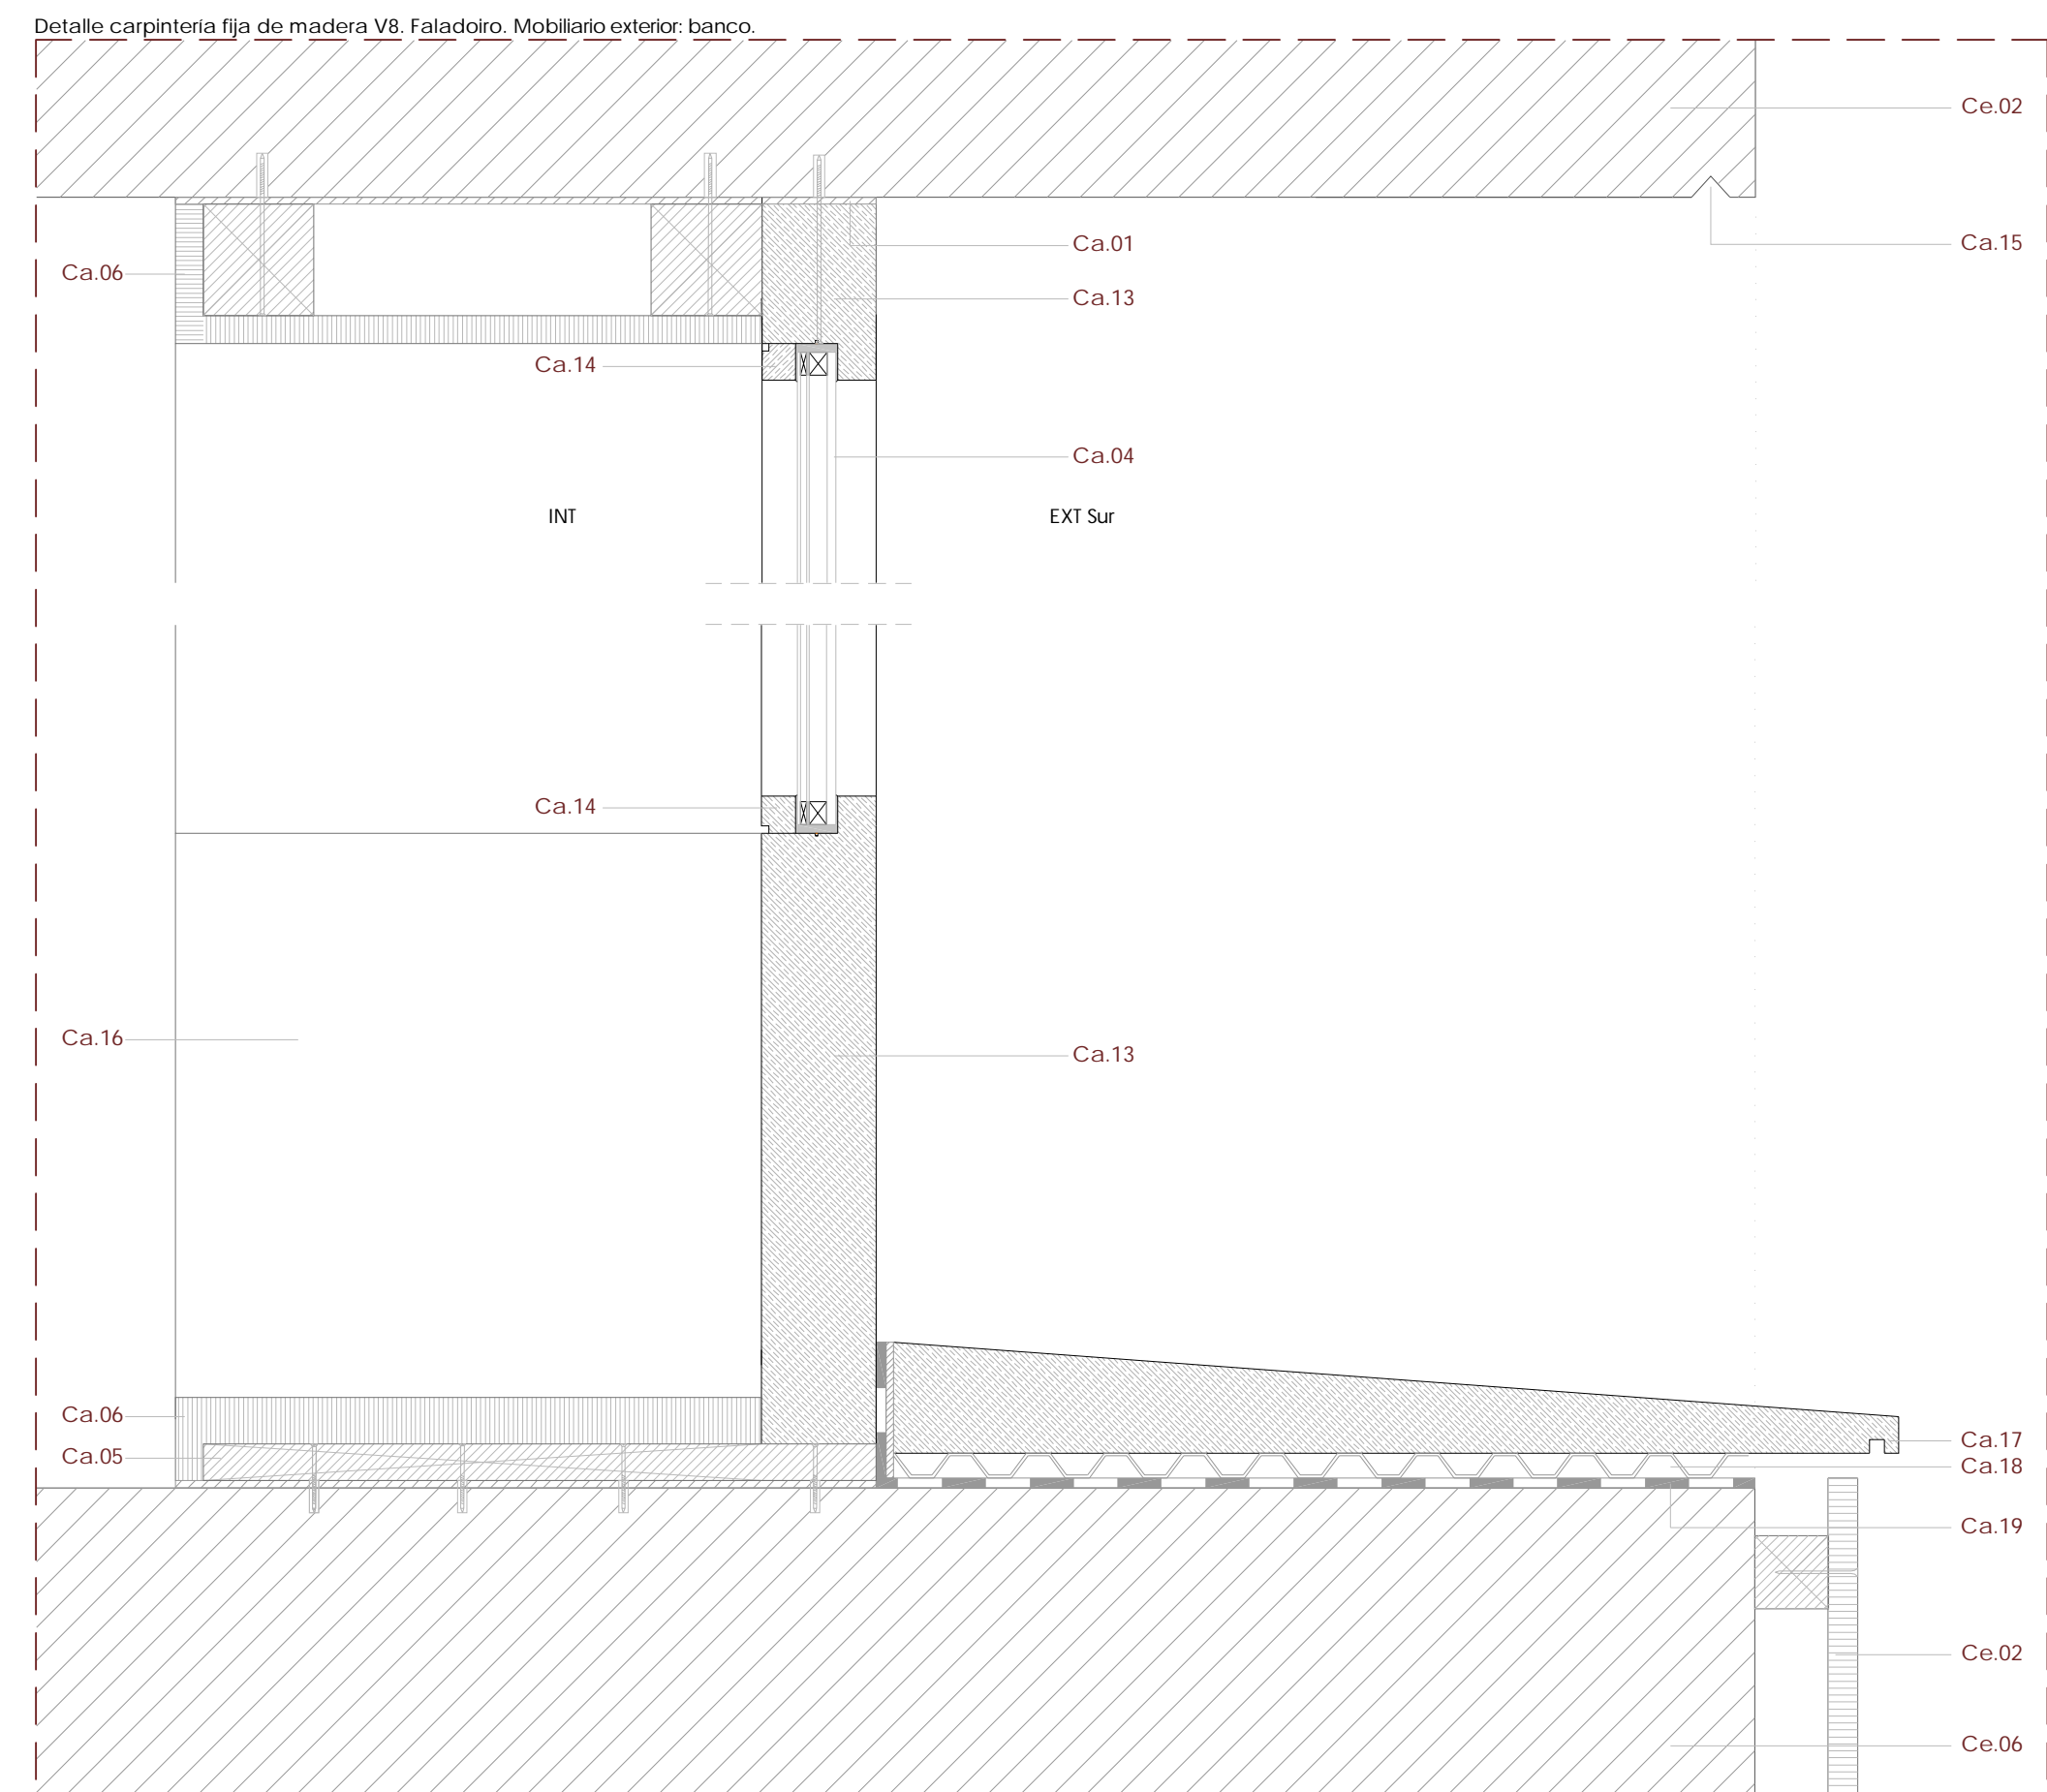 Detalle carpintería fija de madera V8. Faladoiro. Mobiliario exterior: banco.
Ce.02
Ca.01
Ca.15
Ca.06
Ca.13
Ca.14
Ca.04
INT
EXT Sur
Ca.14
Ca.16
Ca.13
Ca.06
Ca.05
Ca.17
Ca.18
Ca.19
Ce.02
Ce.06